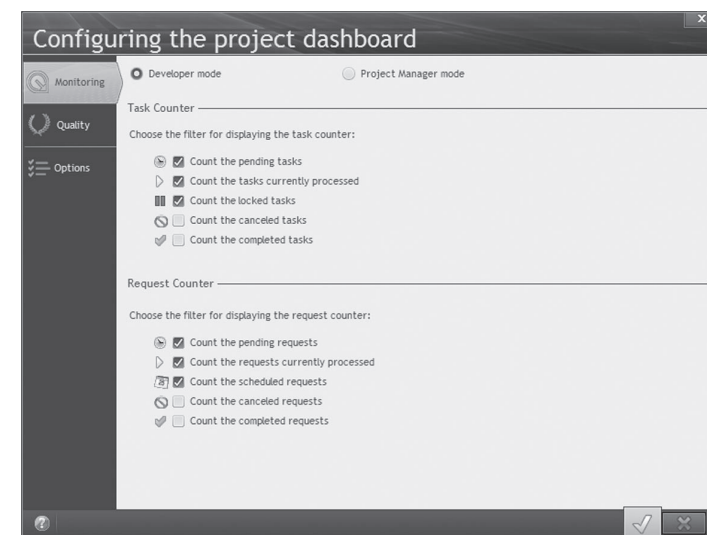 Configuring the project dashboard
X
Monitoring
Quality
Options
Developer mode
Project Manager mode
Task Counter
Choose the filter for displaying the task counter:
Count the pending tasks
Count the tasks currently processed
Count the locked tasks
Count the canceled tasks
Count the completed tasks
Request Counter
Choose the filter for displaying the request counter:
Count the pending requests
Count the requests currently processed
Count the scheduled requests
Count the canceled requests
Count the completed requests
?